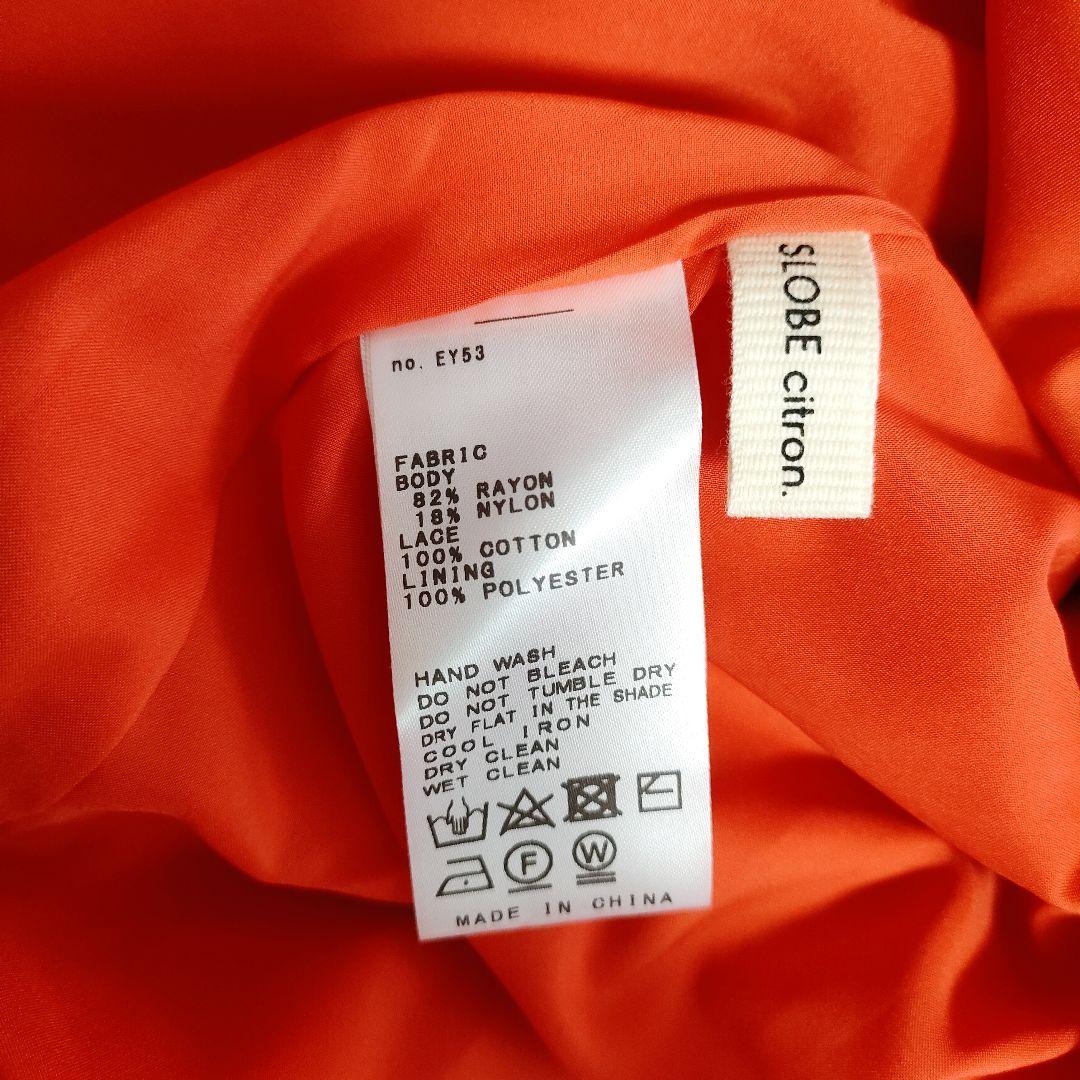 no. EY53
FABRIC
BODY
82% RAYON
18% NYLON
LACE
100% COTTON
LINING
100% POLYESTER
HAND WASH
DO NOT BLEACH
DO NOT TUMBLE DRY
DRY FLAT IN THE SHADE
COOL IRON
DRY CLEAN
WET CLEAN
F
W
MADE IN CHINA
SLOBE citron.